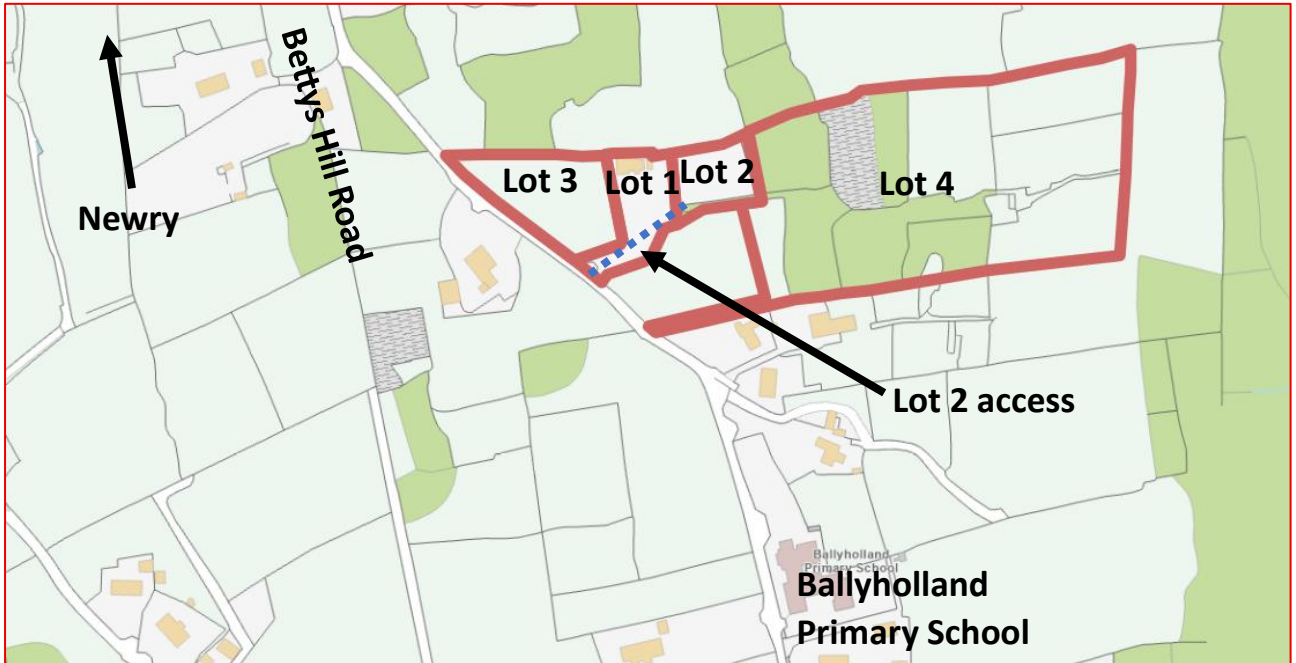 Bettys Hill Road
Newry
Lot 3
Lot 1
Lot 2
Lot 4
Lot 2 access
Ballyholland
Primary School
Ballyholland
Primary School